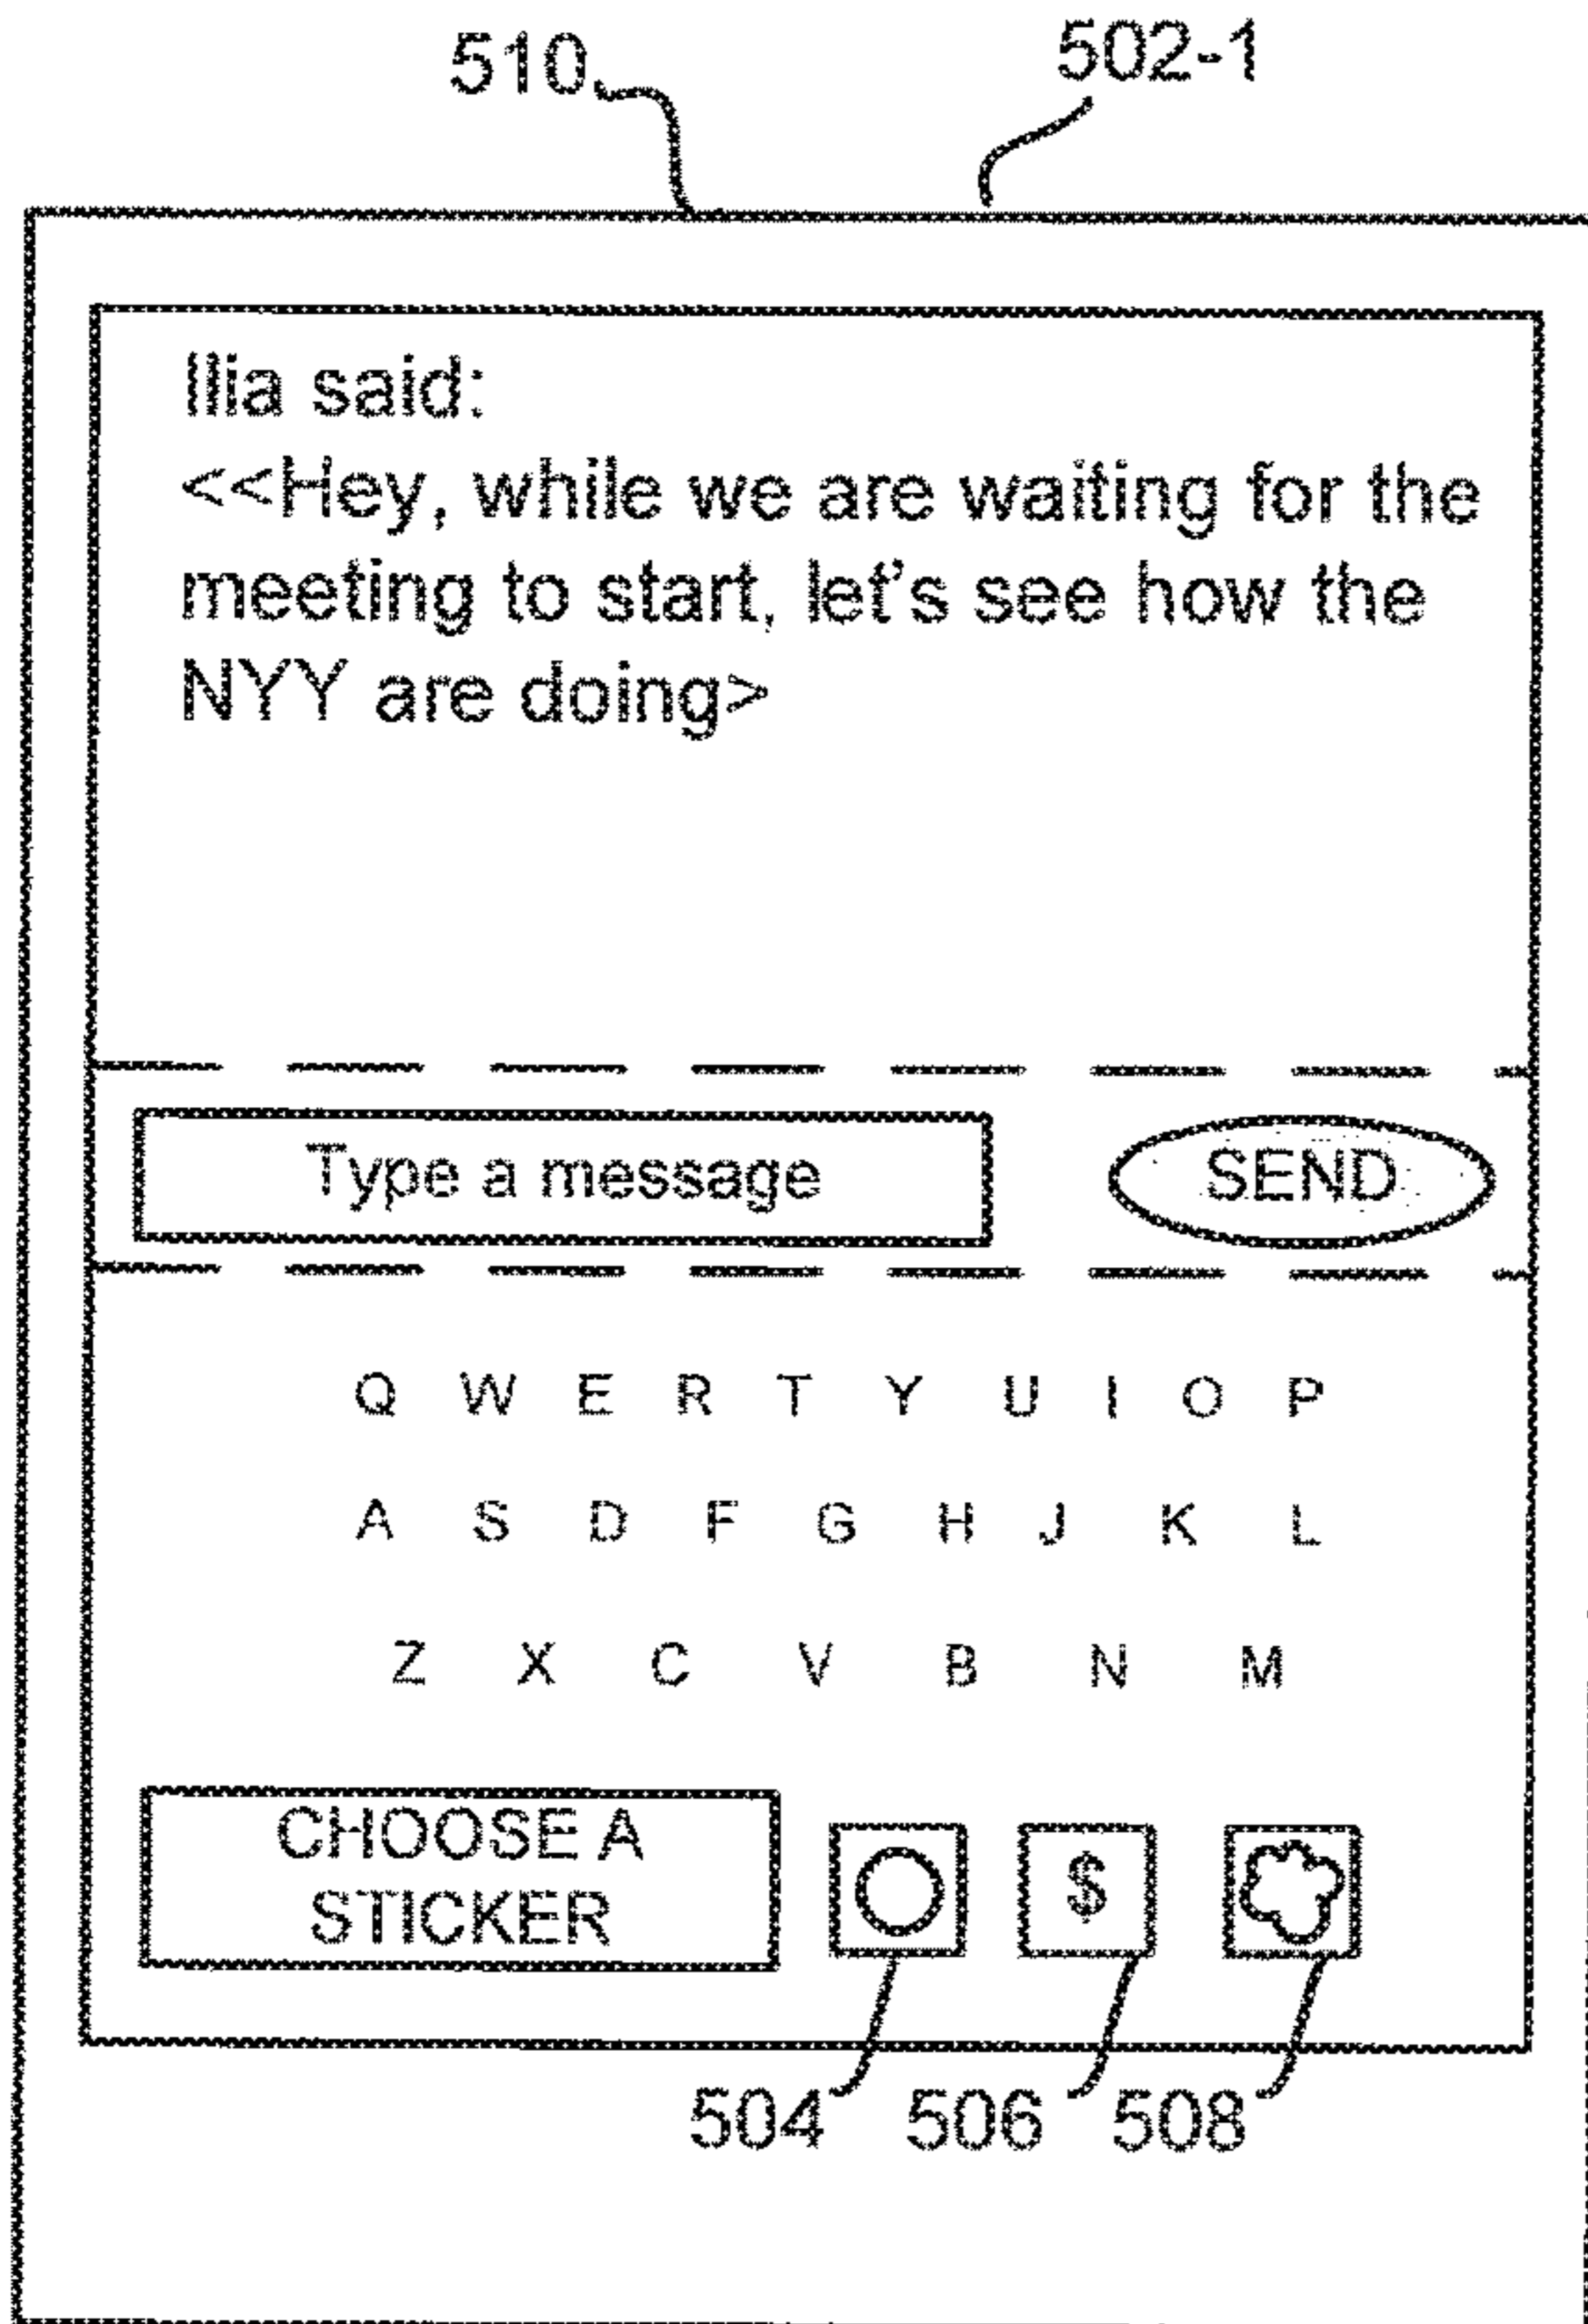 510 502-1
Ilia said:
<<Hey, while we are waiting for the
meeting to start, let's see how the
NYY are doing>
Type a message SEND
Q W E R T Y U I O P
A S D F G H J K L
Z X C V B N M
CHOOSE A
STICKER
$
504 506 508